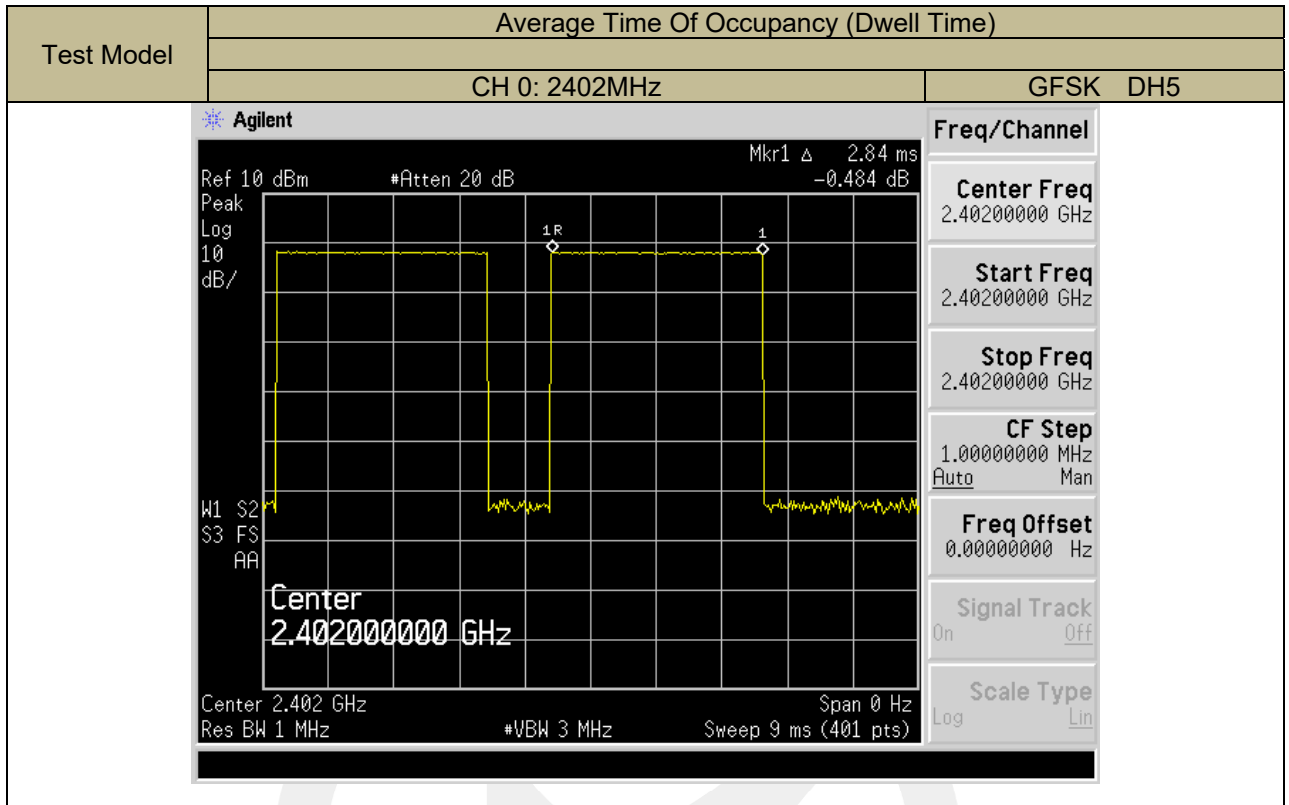 Test Model
Average Time Of Occupancy (Dwell Time)
CH 0: 2402MHz
GFSK DH5
Agilent
Mkr1 Δ 2.84 ms
Ref 10 dBm #Atten 20 dB -0.484 dB
Peak
Log
10
dB/
1R
1
W1 S2
S3 FS
AA
Center
2.402000000 GHz
Center 2.402 GHz Span 0 Hz
Res BW 1 MHz #VBW 3 MHz Sweep 9 ms (401 pts)
Freq/Channel
Center Freq
2.40200000 GHz
Start Freq
2.40200000 GHz
Stop Freq
2.40200000 GHz
CF Step
1.00000000 MHz
Auto Man
Freq Offset
0.00000000 Hz
Signal Track
On Off
Scale Type
Log Lin